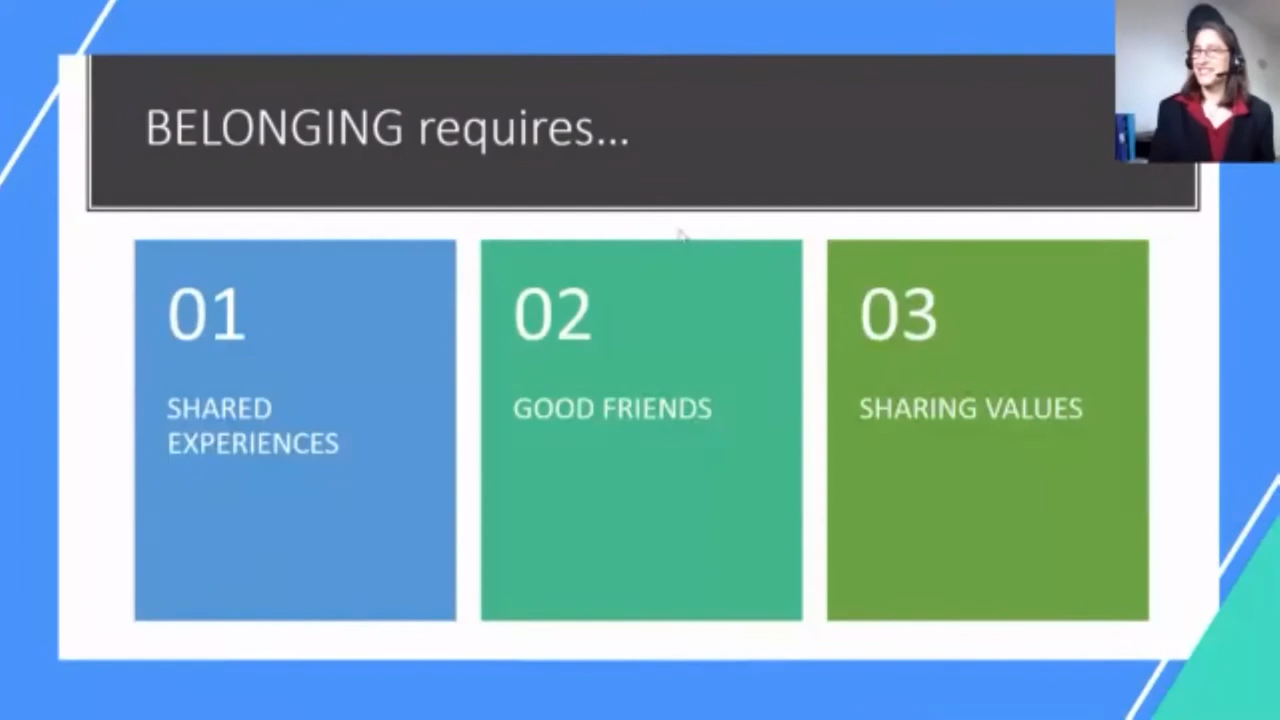 BELONGING requires...
01
SHARED
EXPERIENCES
02
GOOD FRIENDS
03
SHARING VALUES